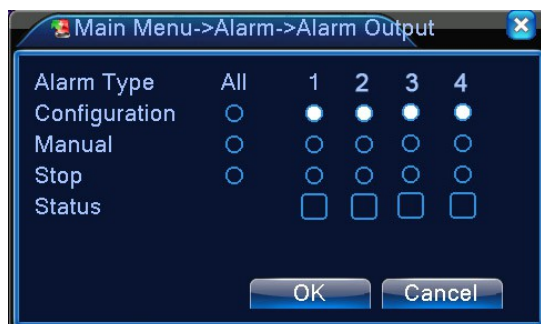 Main Menu->Alarm->Alarm Output
Alarm Type All 1 2 3 4
Configuration
Manual
Stop
Status
OK Cancel